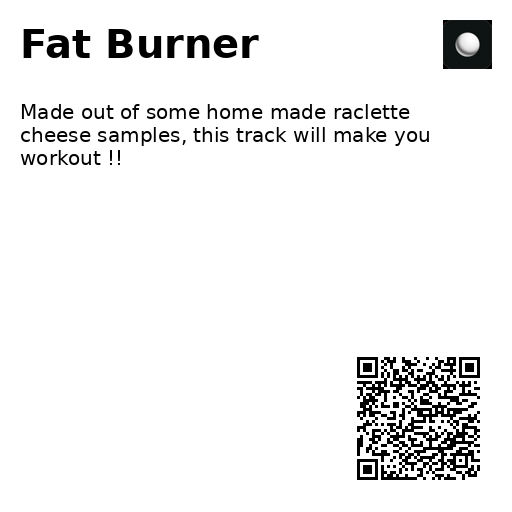 Fat Burner
Made out of some home made raclette
cheese samples, this track will make you
workout !!